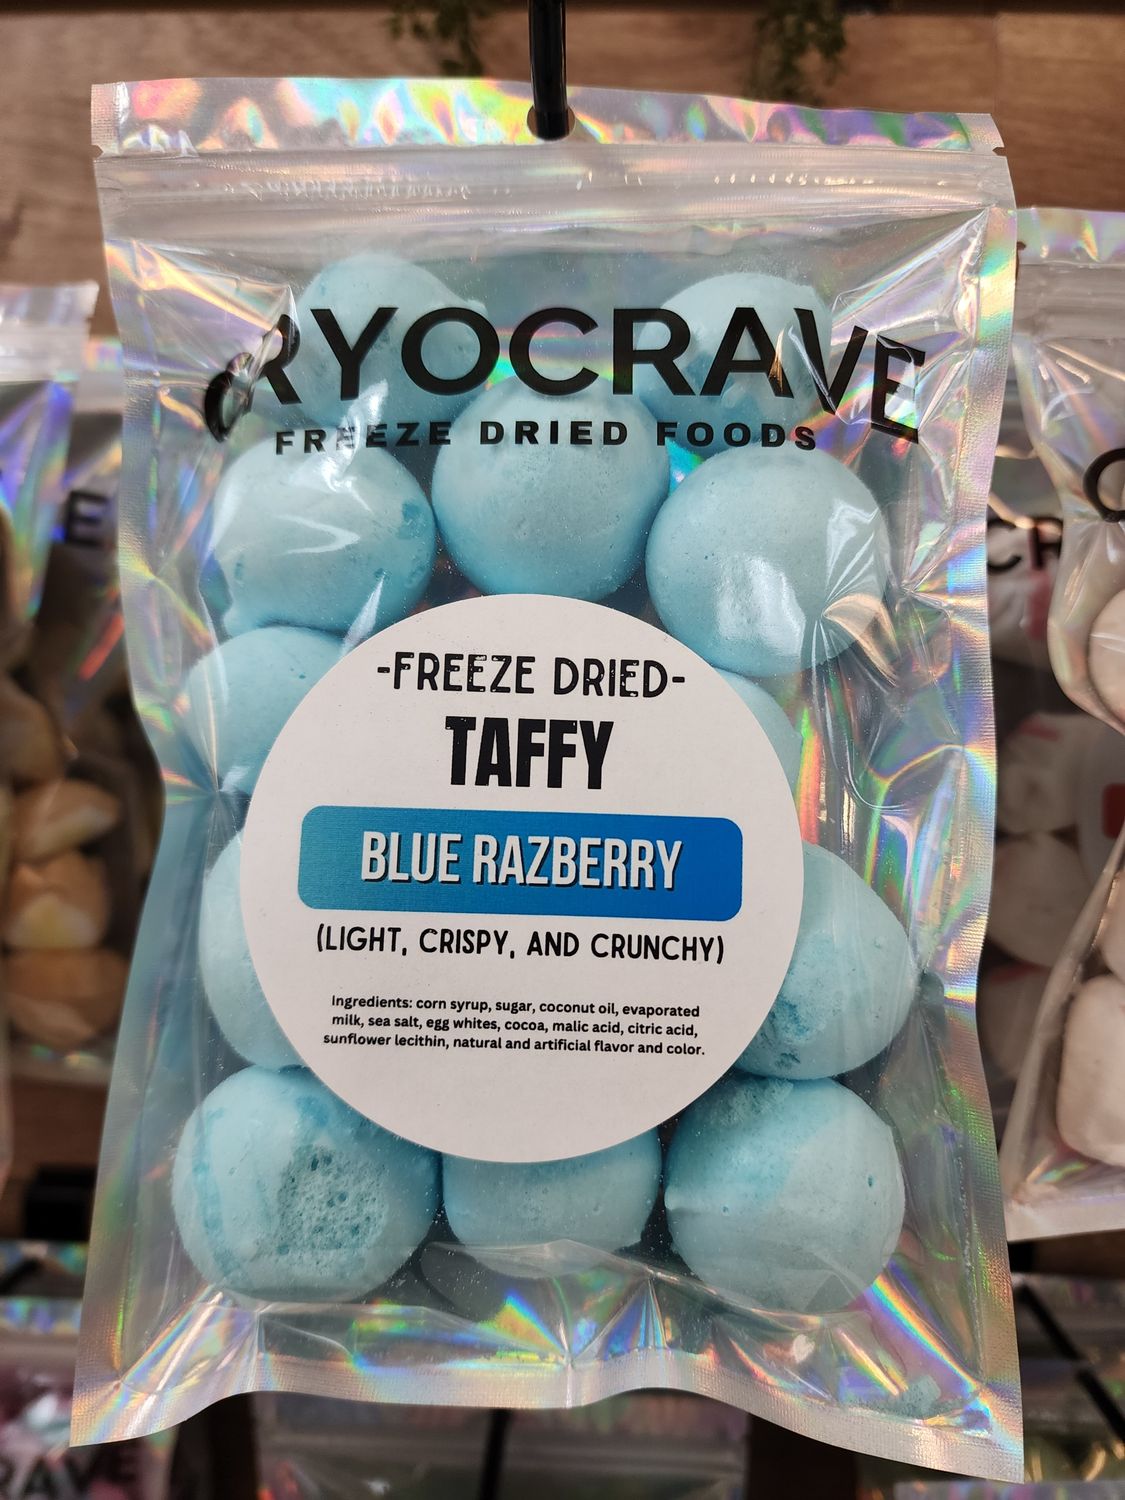 CRYOCRAVE
FREEZE DRIED FOODS
-FREEZE DRIED-
TAFFY
BLUE RAZBERRY
(LIGHT, CRISPY, AND CRUNCHY)
Ingredients: corn syrup, sugar, coconut oil, evaporated
milk, sea salt, egg whites, cocoa, malic acid, citric acid,
sunflower lecithin, natural and artificial flavor and color.
E
CR
C
RAVE